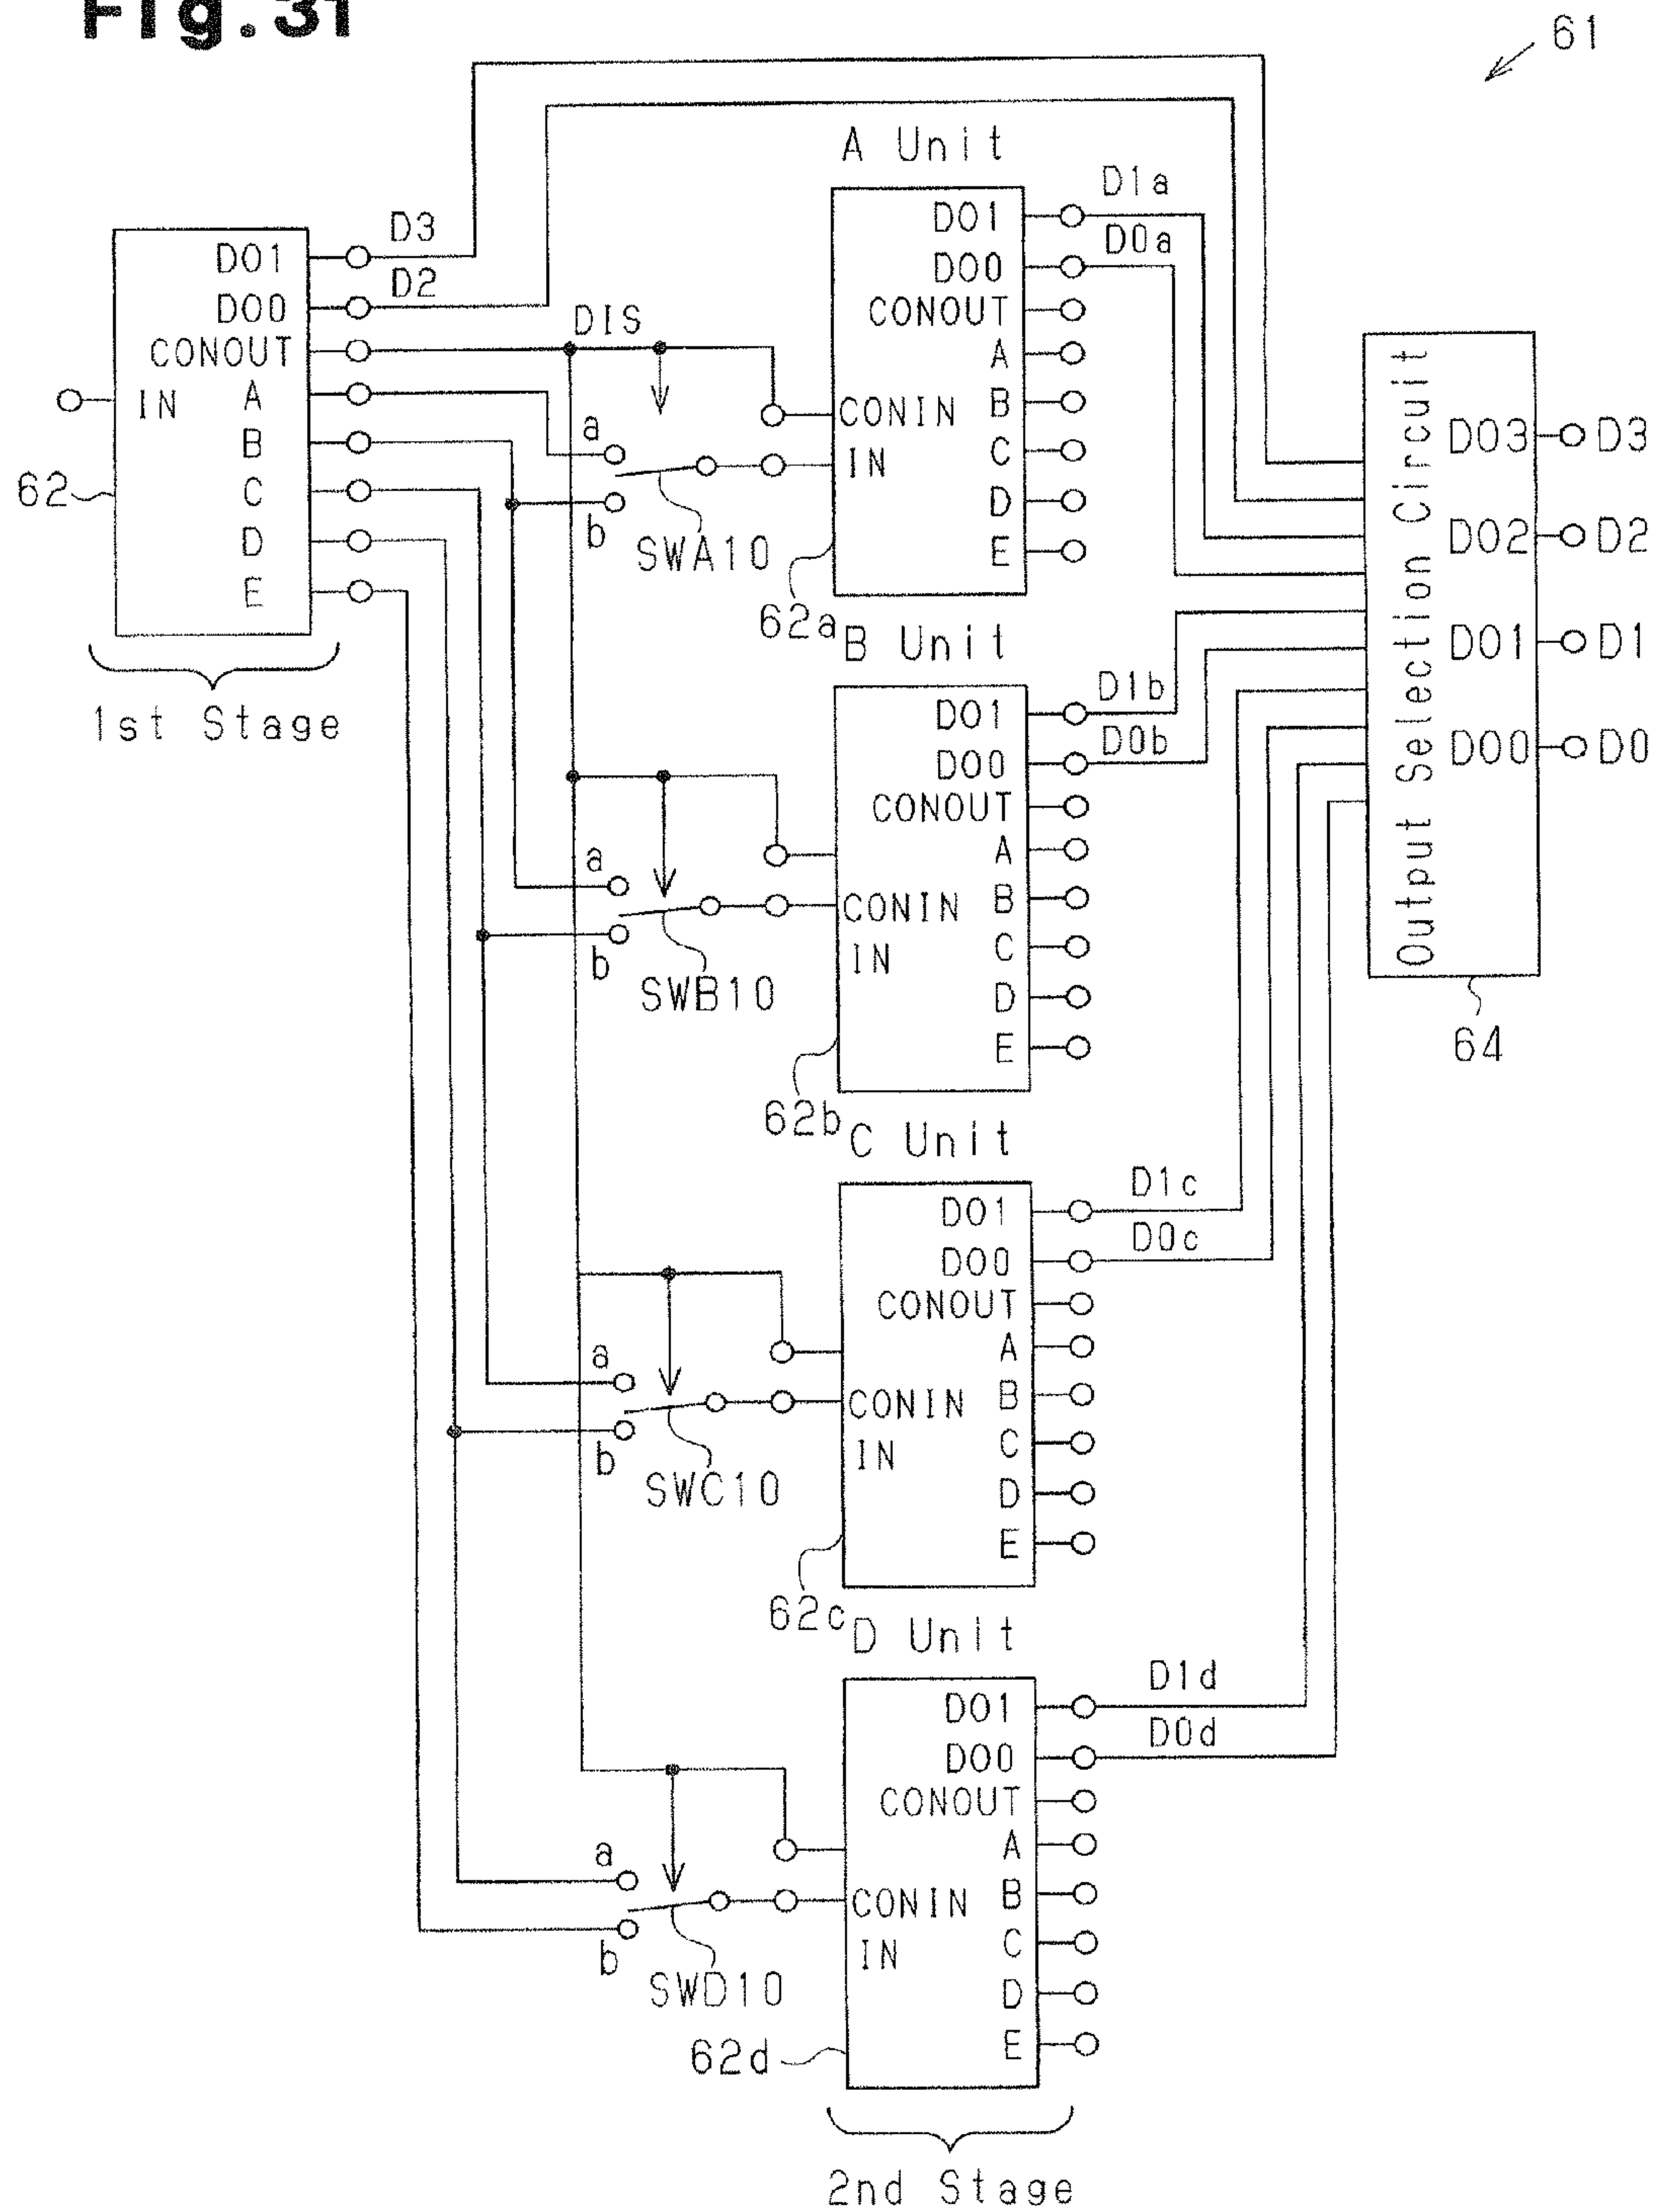 Fig.31
61
A Unit
D1a
DO1
D0a
DO0
CONOUT
A
CONIN
B
IN
C
D
E
62a
D3
DO1
D2
DO0
CONOUT
DIS
IN
A
B
C
D
E
62
1st Stage
a
b
SWA10
B Unit
D1b
DO1
D0b
DO0
CONOUT
A
B
CONIN
C
IN
D
E
62b
a
b
SWB10
C Unit
D1c
DO1
D0c
DO0
CONOUT
A
B
CONIN
C
IN
D
E
62c
a
b
SWC10
D Unit
D1d
DO1
D0d
DO0
CONOUT
A
B
CONIN
C
IN
D
E
62d
a
b
SWD10
2nd Stage
Output Selection Circuit
DO3
D3
DO2
D2
DO1
D1
DO0
D0
64